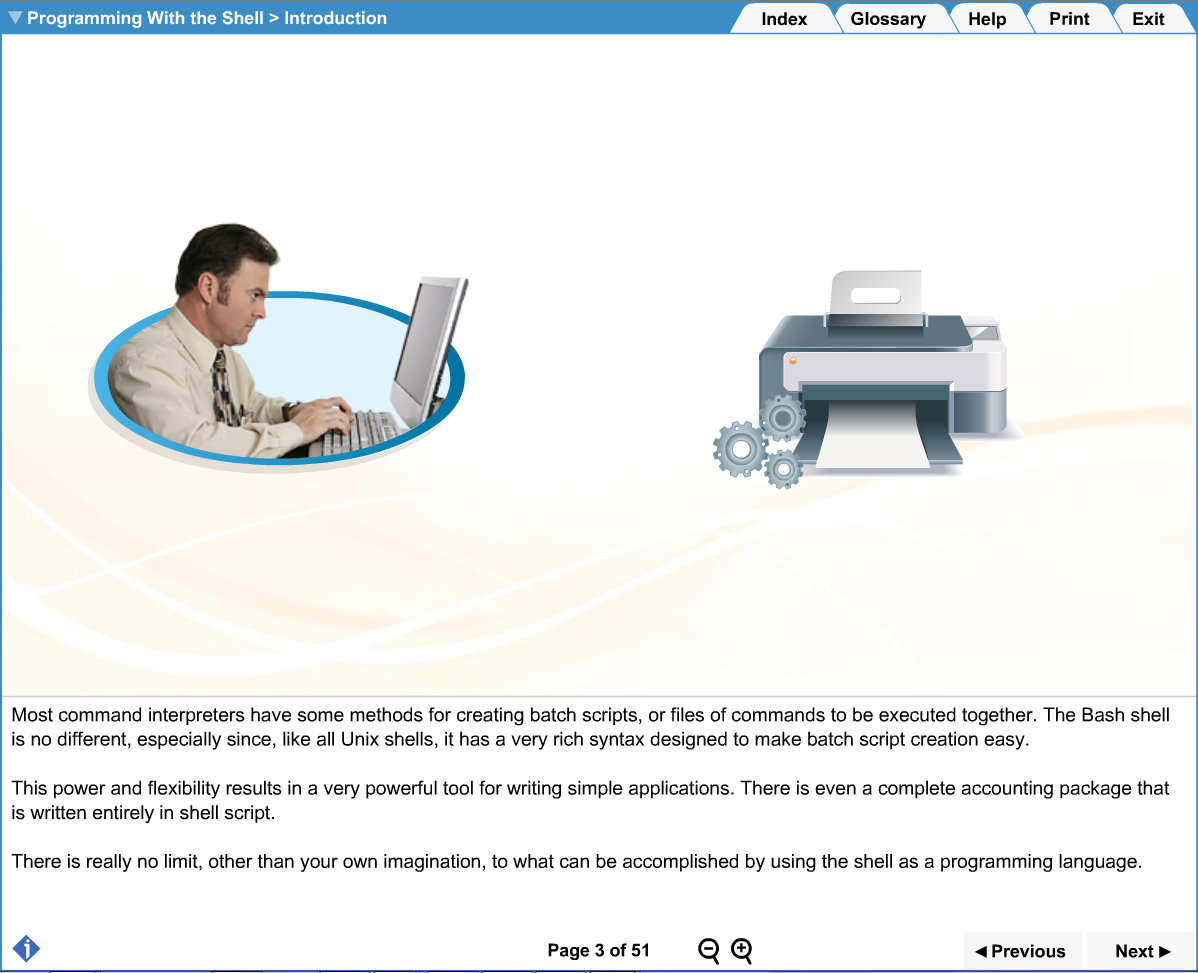 Programming With the Shell > Introduction
Index
Glossary
Help
Print
Exit
Most command interpreters have some methods for creating batch scripts, or files of commands to be executed together. The Bash shell
is no different, especially since, like all Unix shells, it has a very rich syntax designed to make batch script creation easy.
This power and flexibility results in a very powerful tool for writing simple applications. There is even a complete accounting package that
is written entirely in shell script.
There is really no limit, other than your own imagination, to what can be accomplished by using the shell as a programming language.
Page 3 of 51
Previous
Next